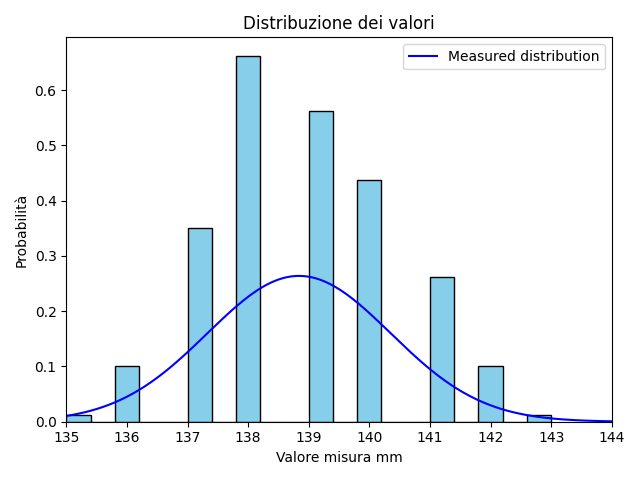 Distribuzione dei valori
Measured distribution
Probabilità
0.6
0.5
0.4
0.3
0.2
0.1
0.0
135 136 137 138 139 140 141 142 143 144
Valore misura mm